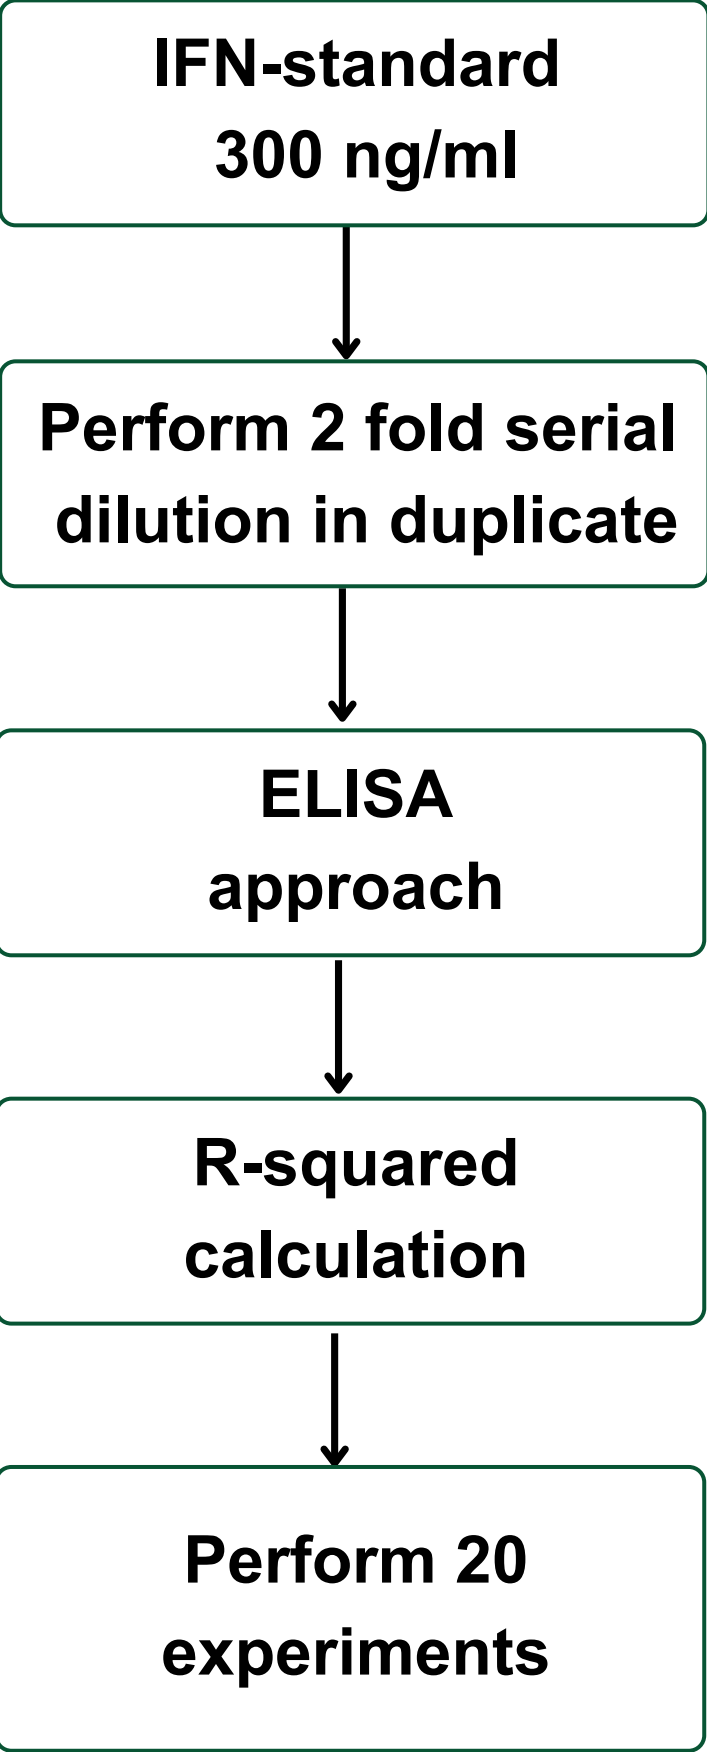 IFN-standard
300 ng/ml
Perform 2 fold serial
dilution in duplicate
ELISA
approach
R-squared
calculation
Perform 20
experiments